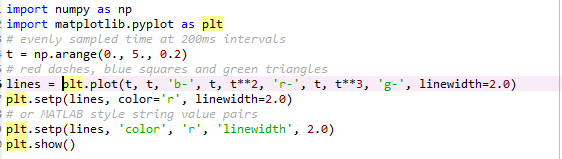 import numpy as np
import matplotlib.pyplot as plt
# evenly sampled time at 200ms intervals
t = np.arange(0., 5., 0.2)
# red dashes, blue squares and green triangles
lines = plt.plot(t, t, 'b-', t, t**2, 'r-', t, t**3, 'g-', linewidth=2.0)
plt.setp(lines, color='r', linewidth=2.0)
# or MATLAB style string value pairs
plt.setp(lines, 'color', 'r', 'linewidth', 2.0)
plt.show()